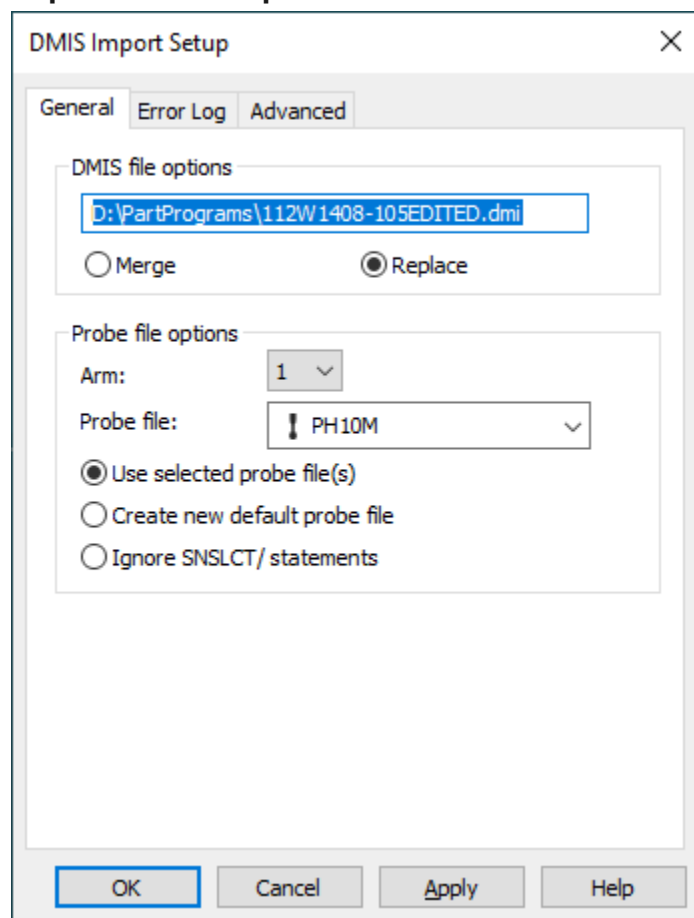 DMIS Import Setup
General Error Log Advanced
DMIS file options
D:\PartPrograms\112W1408-105EDITED.dmi
Merge Replace
Probe file options
Arm: 1
Probe file: PH10M
Use selected probe file(s)
Create new default probe file
Ignore SNSLCT/ statements
OK Cancel Apply Help